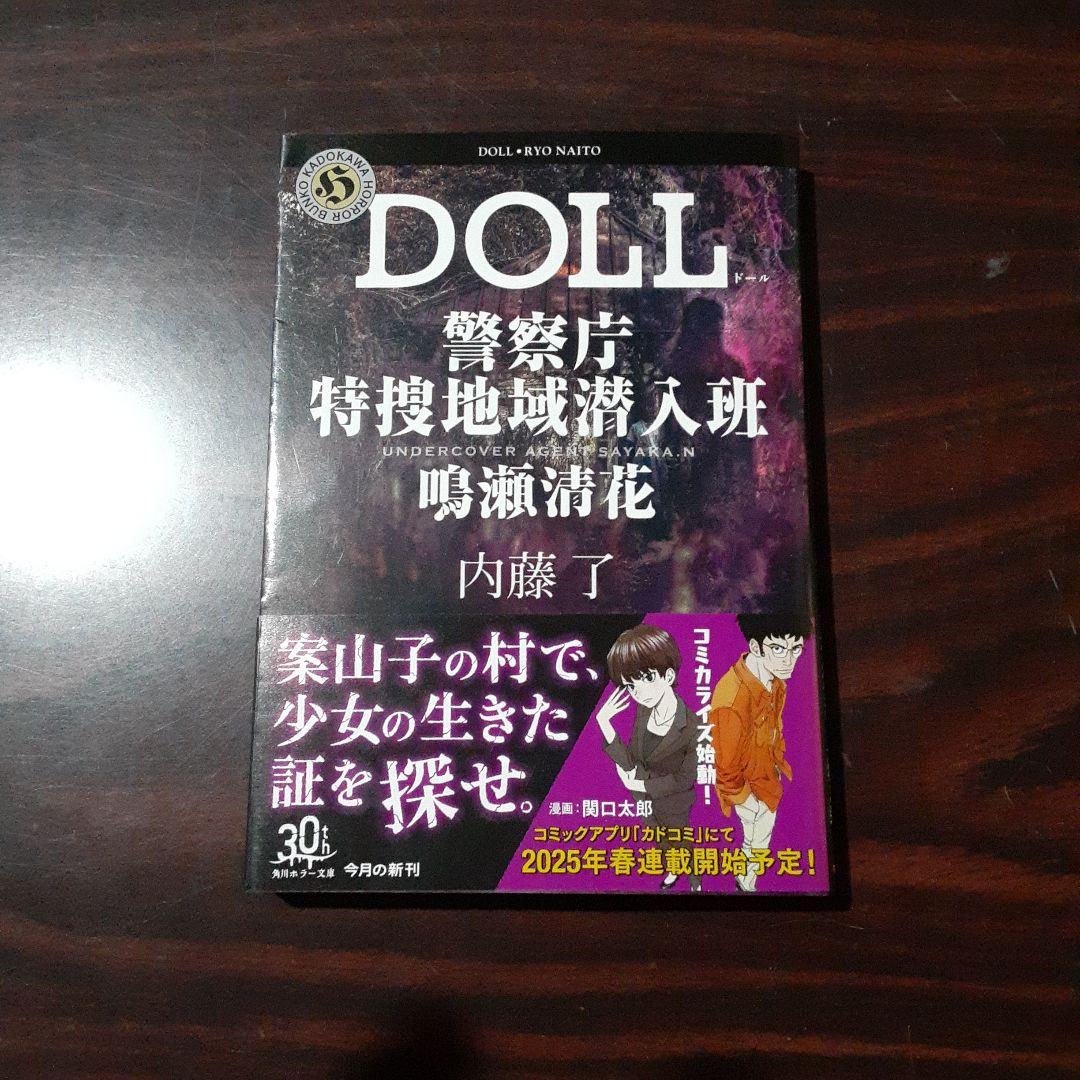 DOLL • RYO NAITO
BUNKO KADOKAWA HORROR
H
DOLL
ドール
警察庁
特捜地域潜入班
UNDERCOVER AGENT SAYAKA.N
鳴瀬清花
内藤 了
案山子の村で、
少女の生きた
証を探せ。
コミカライズ始動！
漫画：関口太郎
コミックアプリ「カドコミ」にて
2025年春連載開始予定！
30th
角川ホラー文庫
今月の新刊